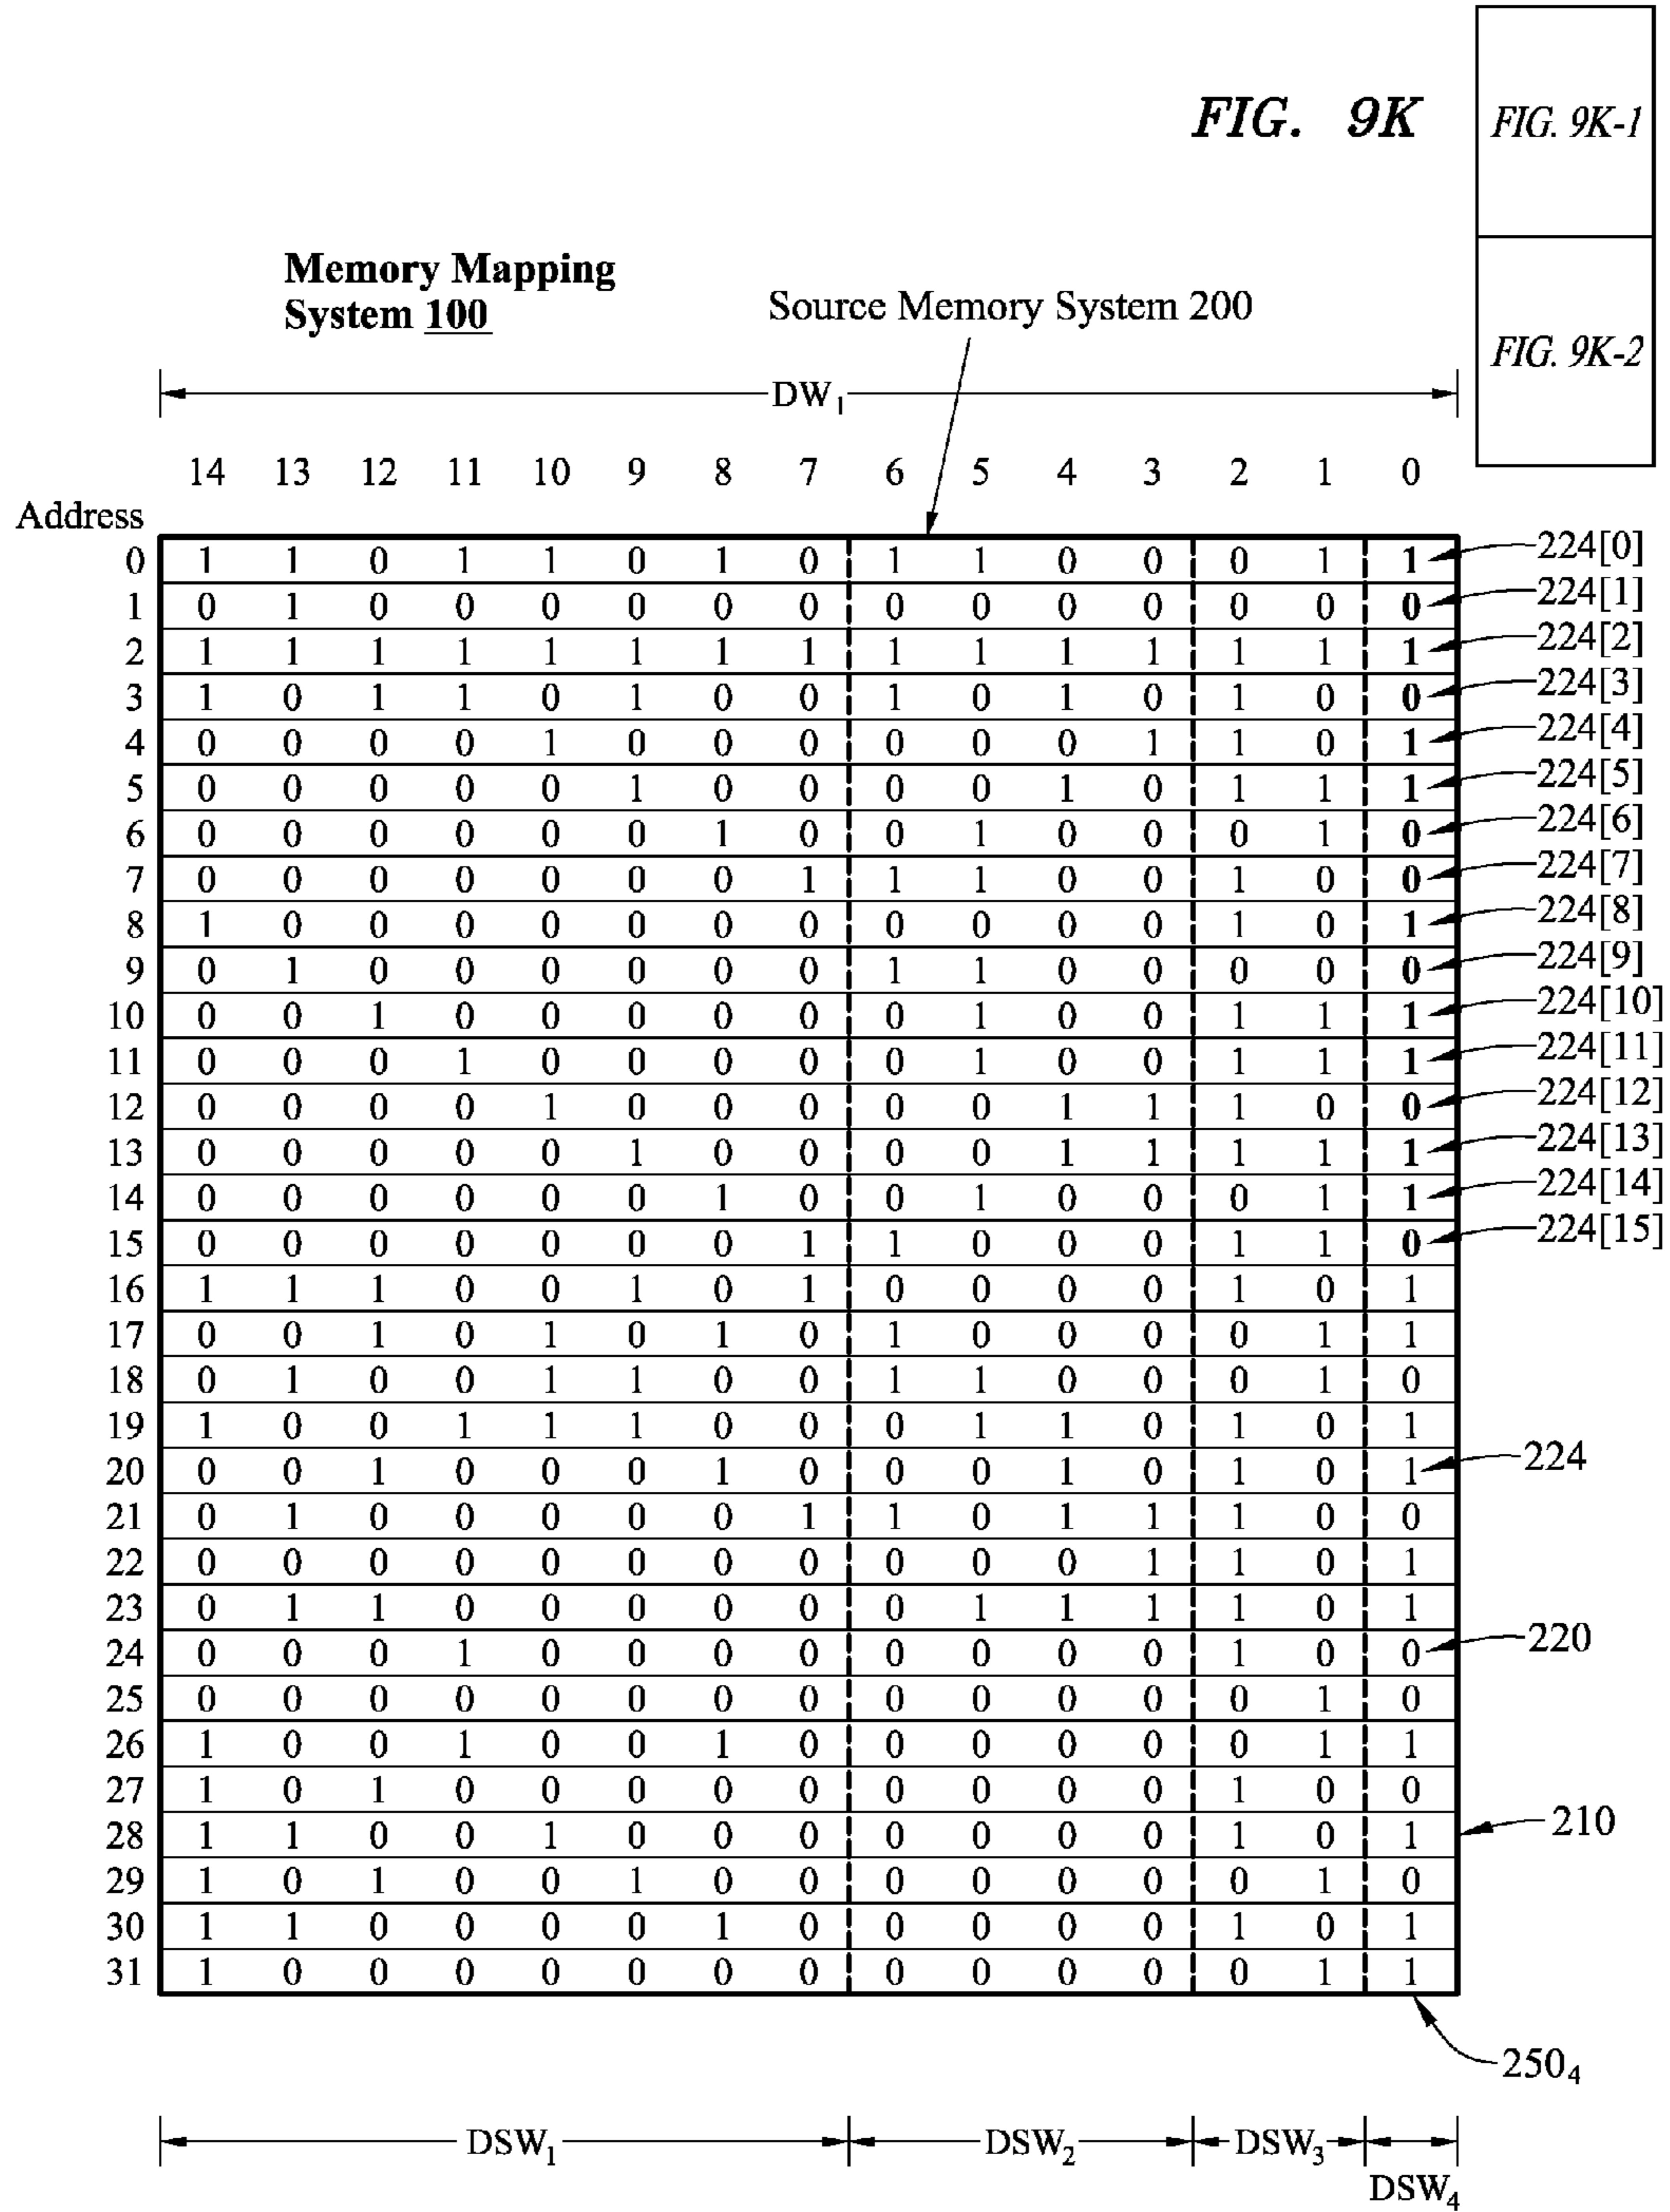 FIG. 9K
FIG. 9K-1
FIG. 9K-2
Memory Mapping
System 100
Source Memory System 200
DW1
14 13 12 11 10 9 8 7 6 5 4 3 2 1 0
Address
0 1 1 0 1 1 0 1 0 1 1 0 0 0 1 1 224[0]
1 0 1 0 0 0 0 0 0 0 0 0 0 0 0 0 224[1]
2 1 1 1 1 1 1 1 1 1 1 1 1 1 1 1 224[2]
3 1 0 1 1 0 1 0 0 1 0 1 0 1 0 0 224[3]
4 0 0 0 0 1 0 0 0 0 0 0 1 1 0 1 224[4]
5 0 0 0 0 0 1 0 0 0 0 1 0 1 1 1 224[5]
6 0 0 0 0 0 0 1 0 0 1 0 0 0 1 0 224[6]
7 0 0 0 0 0 0 0 1 1 1 0 0 1 0 0 224[7]
8 1 0 0 0 0 0 0 0 0 0 0 0 1 0 1 224[8]
9 0 1 0 0 0 0 0 0 1 1 0 0 0 0 0 224[9]
10 0 0 1 0 0 0 0 0 0 1 0 0 1 1 1 224[10]
11 0 0 0 1 0 0 0 0 0 1 0 0 1 1 1 224[11]
12 0 0 0 0 1 0 0 0 0 0 1 1 1 0 0 224[12]
13 0 0 0 0 0 1 0 0 0 0 1 1 1 1 1 224[13]
14 0 0 0 0 0 0 1 0 0 1 0 0 0 1 1 224[14]
15 0 0 0 0 0 0 0 1 1 0 0 0 1 1 0 224[15]
16 1 1 1 0 0 1 0 1 0 0 0 0 1 0 1
17 0 0 1 0 1 0 1 0 1 0 0 0 0 1 1
18 0 1 0 0 1 1 0 0 1 1 0 0 0 1 0
19 1 0 0 1 1 1 0 0 0 1 1 0 1 0 1
20 0 0 1 0 0 0 1 0 0 0 1 0 1 0 1 224
21 0 1 0 0 0 0 0 1 1 0 1 1 1 0 0
22 0 0 0 0 0 0 0 0 0 0 0 1 1 0 1
23 0 1 1 0 0 0 0 0 0 1 1 1 1 0 1
24 0 0 0 1 0 0 0 0 0 0 0 0 1 0 0 220
25 0 0 0 0 0 0 0 0 0 0 0 0 0 1 0
26 1 0 0 1 0 0 1 0 0 0 0 0 0 1 1
27 1 0 1 0 0 0 0 0 0 0 0 0 1 0 0
28 1 1 0 0 1 0 0 0 0 0 0 0 1 0 1 210
29 1 0 1 0 0 1 0 0 0 0 0 0 0 1 0
30 1 1 0 0 0 0 1 0 0 0 0 0 1 0 1
31 1 0 0 0 0 0 0 0 0 0 0 0 0 1 1
250₄
DSW₁ DSW₂ DSW₃ DSW₄